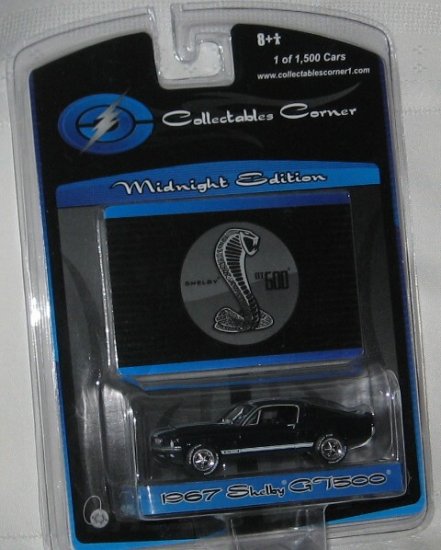 8+
1 of 1,500 Cars
www.collectablescorner1.com
Collectables Corner
Midnight Edition
SHELBY GT 500
1967 Shelby GT500